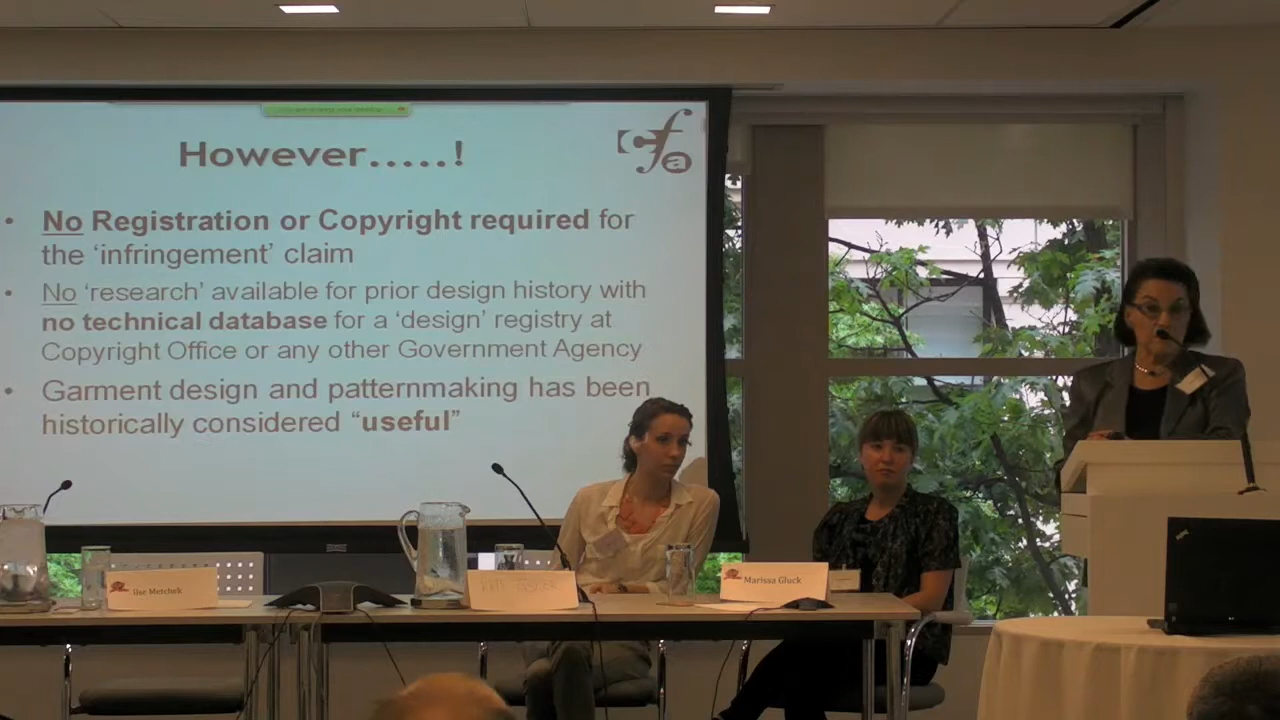 However.....!
cfa
• No Registration or Copyright required for
the ‘infringement’ claim
• No ‘research’ available for prior design history with
no technical database for a ‘design’ registry at
Copyright Office or any other Government Agency
• Garment design and patternmaking has been
historically considered “useful”
Ilse Metchek
Marissa Gluck